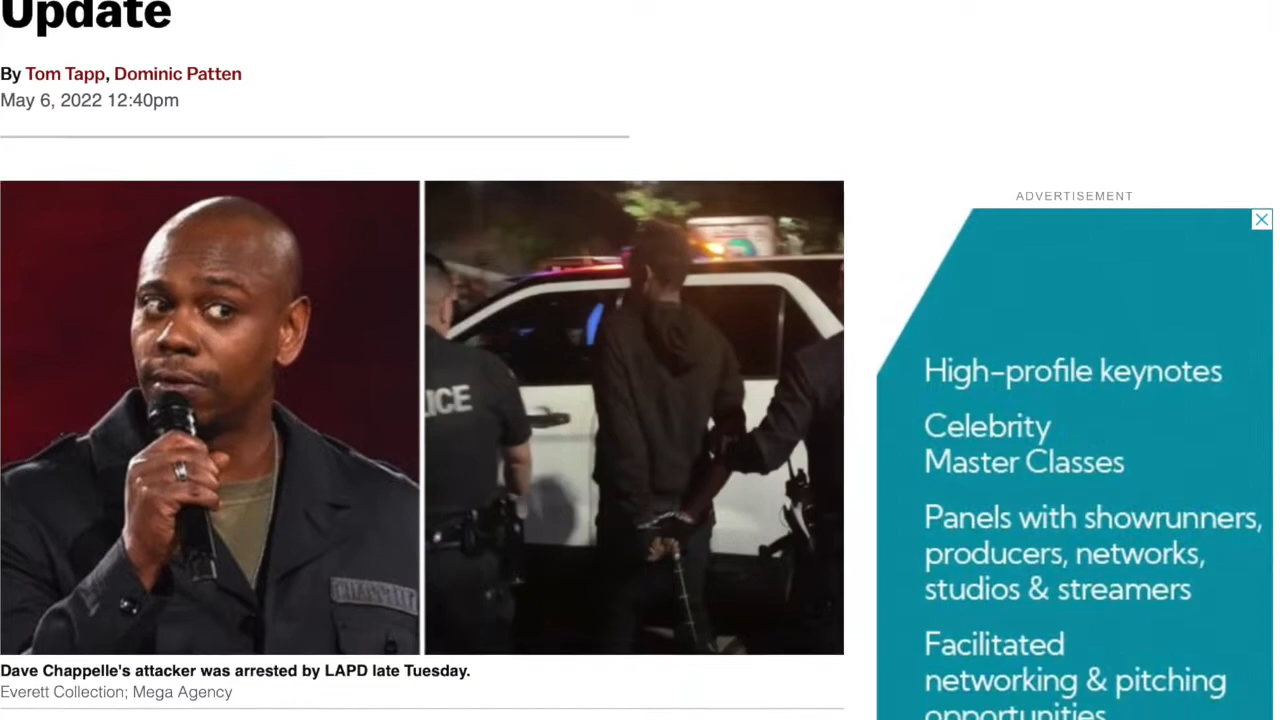 Update
By Tom Tapp, Dominic Patten
May 6, 2022 12:40pm
ICE
CHAPPELLE
Dave Chappelle's attacker was arrested by LAPD late Tuesday.
Everett Collection; Mega Agency
ADVERTISEMENT
High-profile keynotes
Celebrity
Master Classes
Panels with showrunners,
producers, networks,
studios & streamers
Facilitated
networking & pitching
opportunities